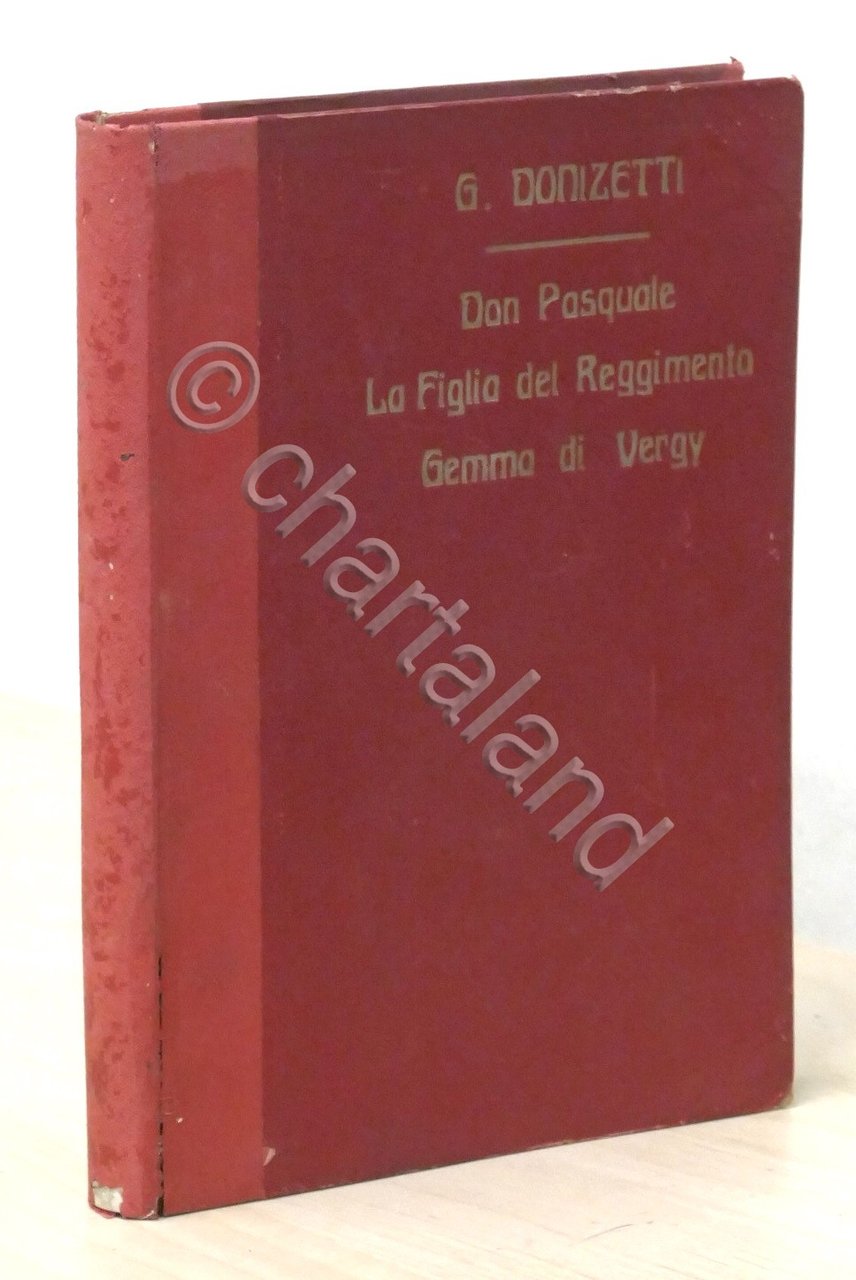 G. DONIZETTI
Don Pasquale
La Figlia del Reggimento
Gemma di Vergy
© chartaland